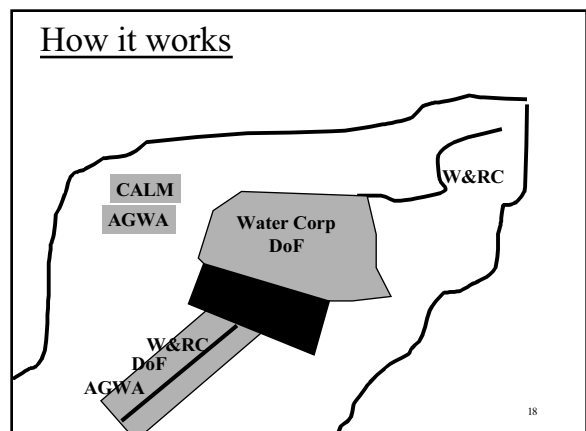 How it works
CALM
AGWA
W&RC
Water Corp
DoF
W&RC
DoF
AGWA
18